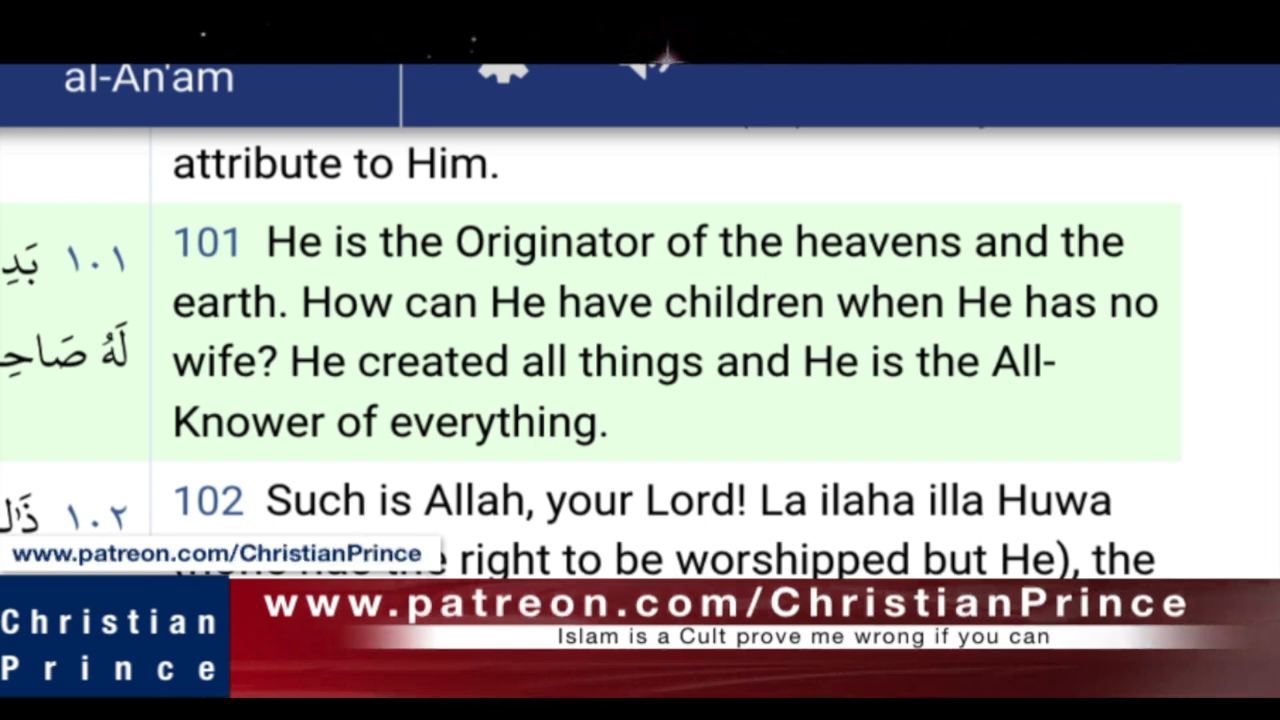 al-An'am
attribute to Him.
101 He is the Originator of the heavens and the
earth. How can He have children when He has no
wife? He created all things and He is the All-
Knower of everything.
١٠١
لَهُ
102 Such is Allah, your Lord! La ilaha illa Huwa
right to be worshipped but He), the
١٠٢
www.patreon.com/ChristianPrince
Christian
Prince
www.patreon.com/ChristianPrince
Islam is a Cult prove me wrong if you can